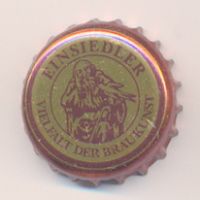 EINSIEDLER
VIELFALT DER BRAUKUNST